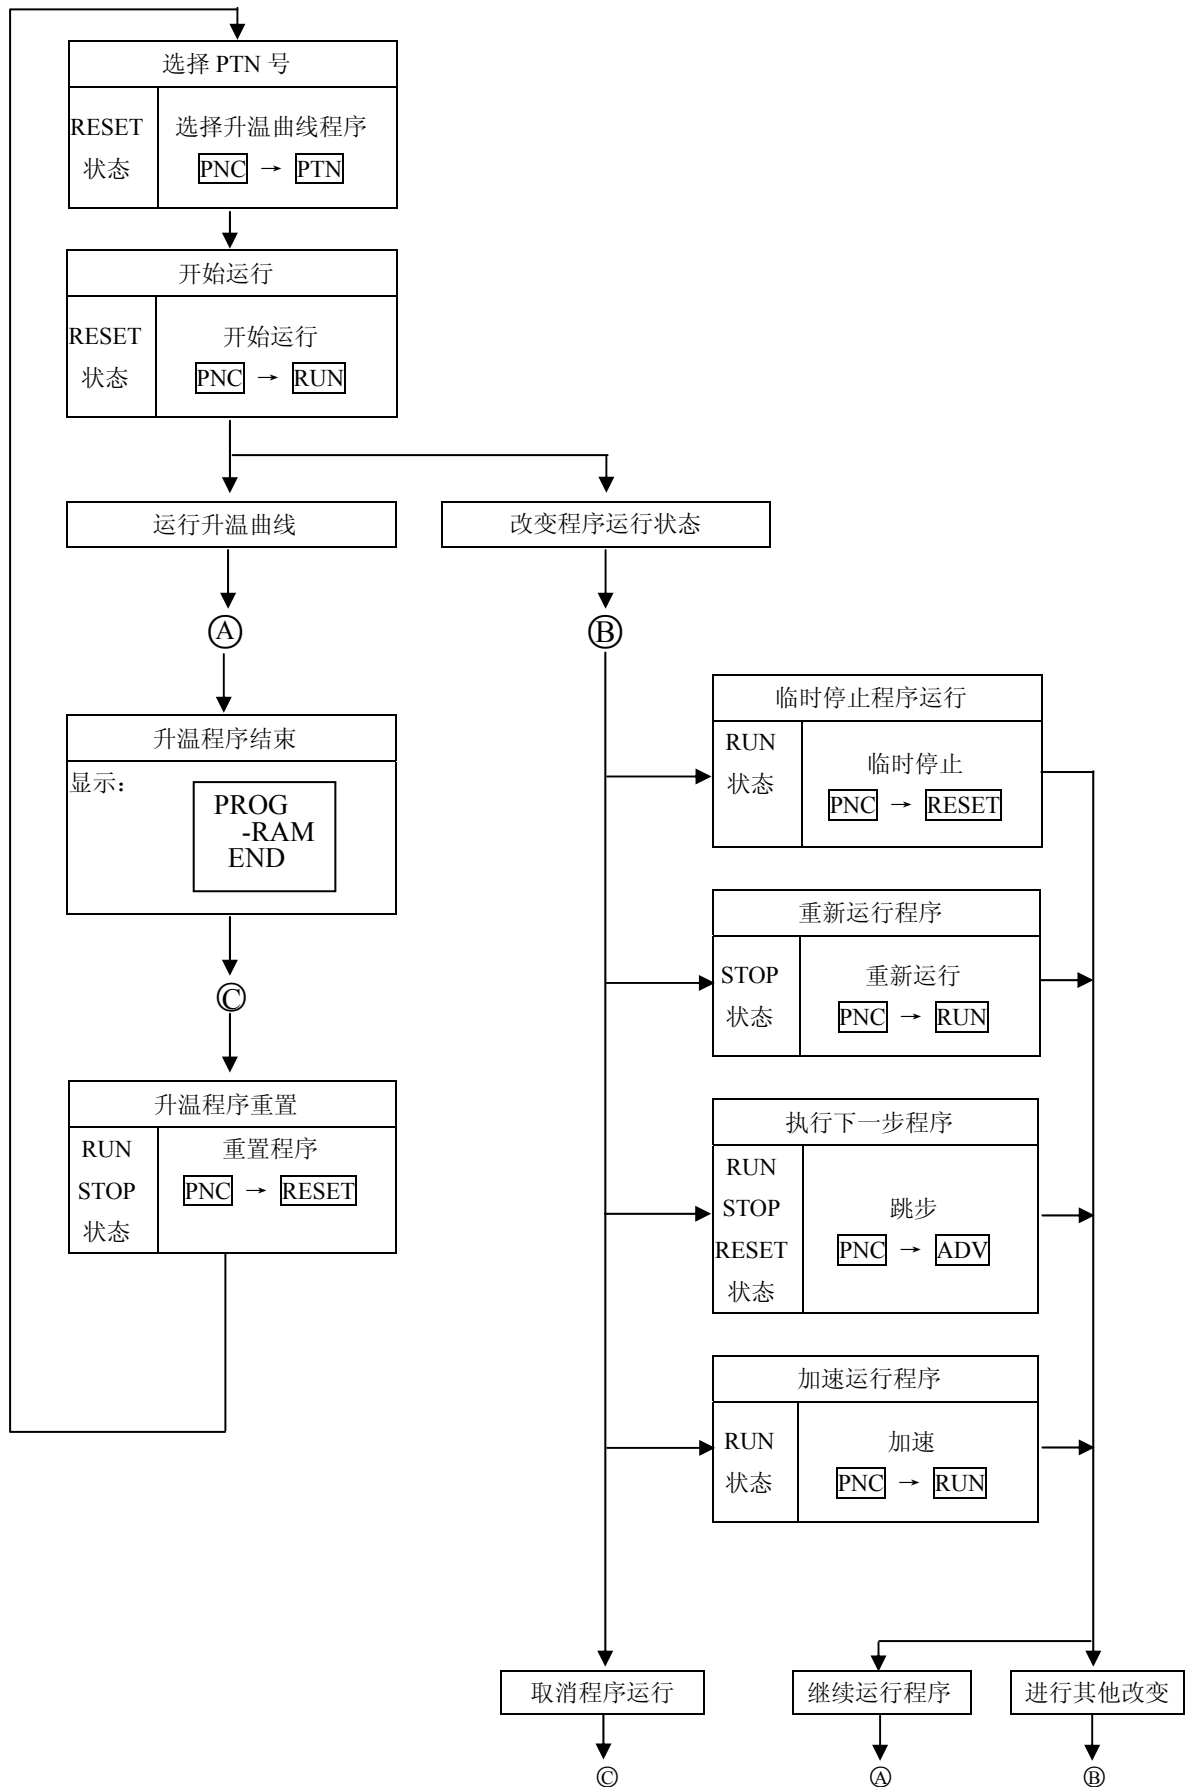 选择 PTN 号
RESET
状态
选择升温曲线程序
PNC → PTN
开始运行
RESET
状态
开始运行
PNC → RUN
运行升温曲线
改变程序运行状态
Ⓐ
Ⓑ
升温程序结束
显示：
PROG
-RAM
END
Ⓒ
升温程序重置
RUN
STOP
状态
重置程序
PNC → RESET
临时停止程序运行
RUN
状态
临时停止
PNC → RESET
重新运行程序
STOP
状态
重新运行
PNC → RUN
执行下一步程序
RUN
STOP
RESET
状态
跳步
PNC → ADV
加速运行程序
RUN
状态
加速
PNC → RUN
取消程序运行
继续运行程序
进行其他改变
Ⓒ
Ⓐ
Ⓑ